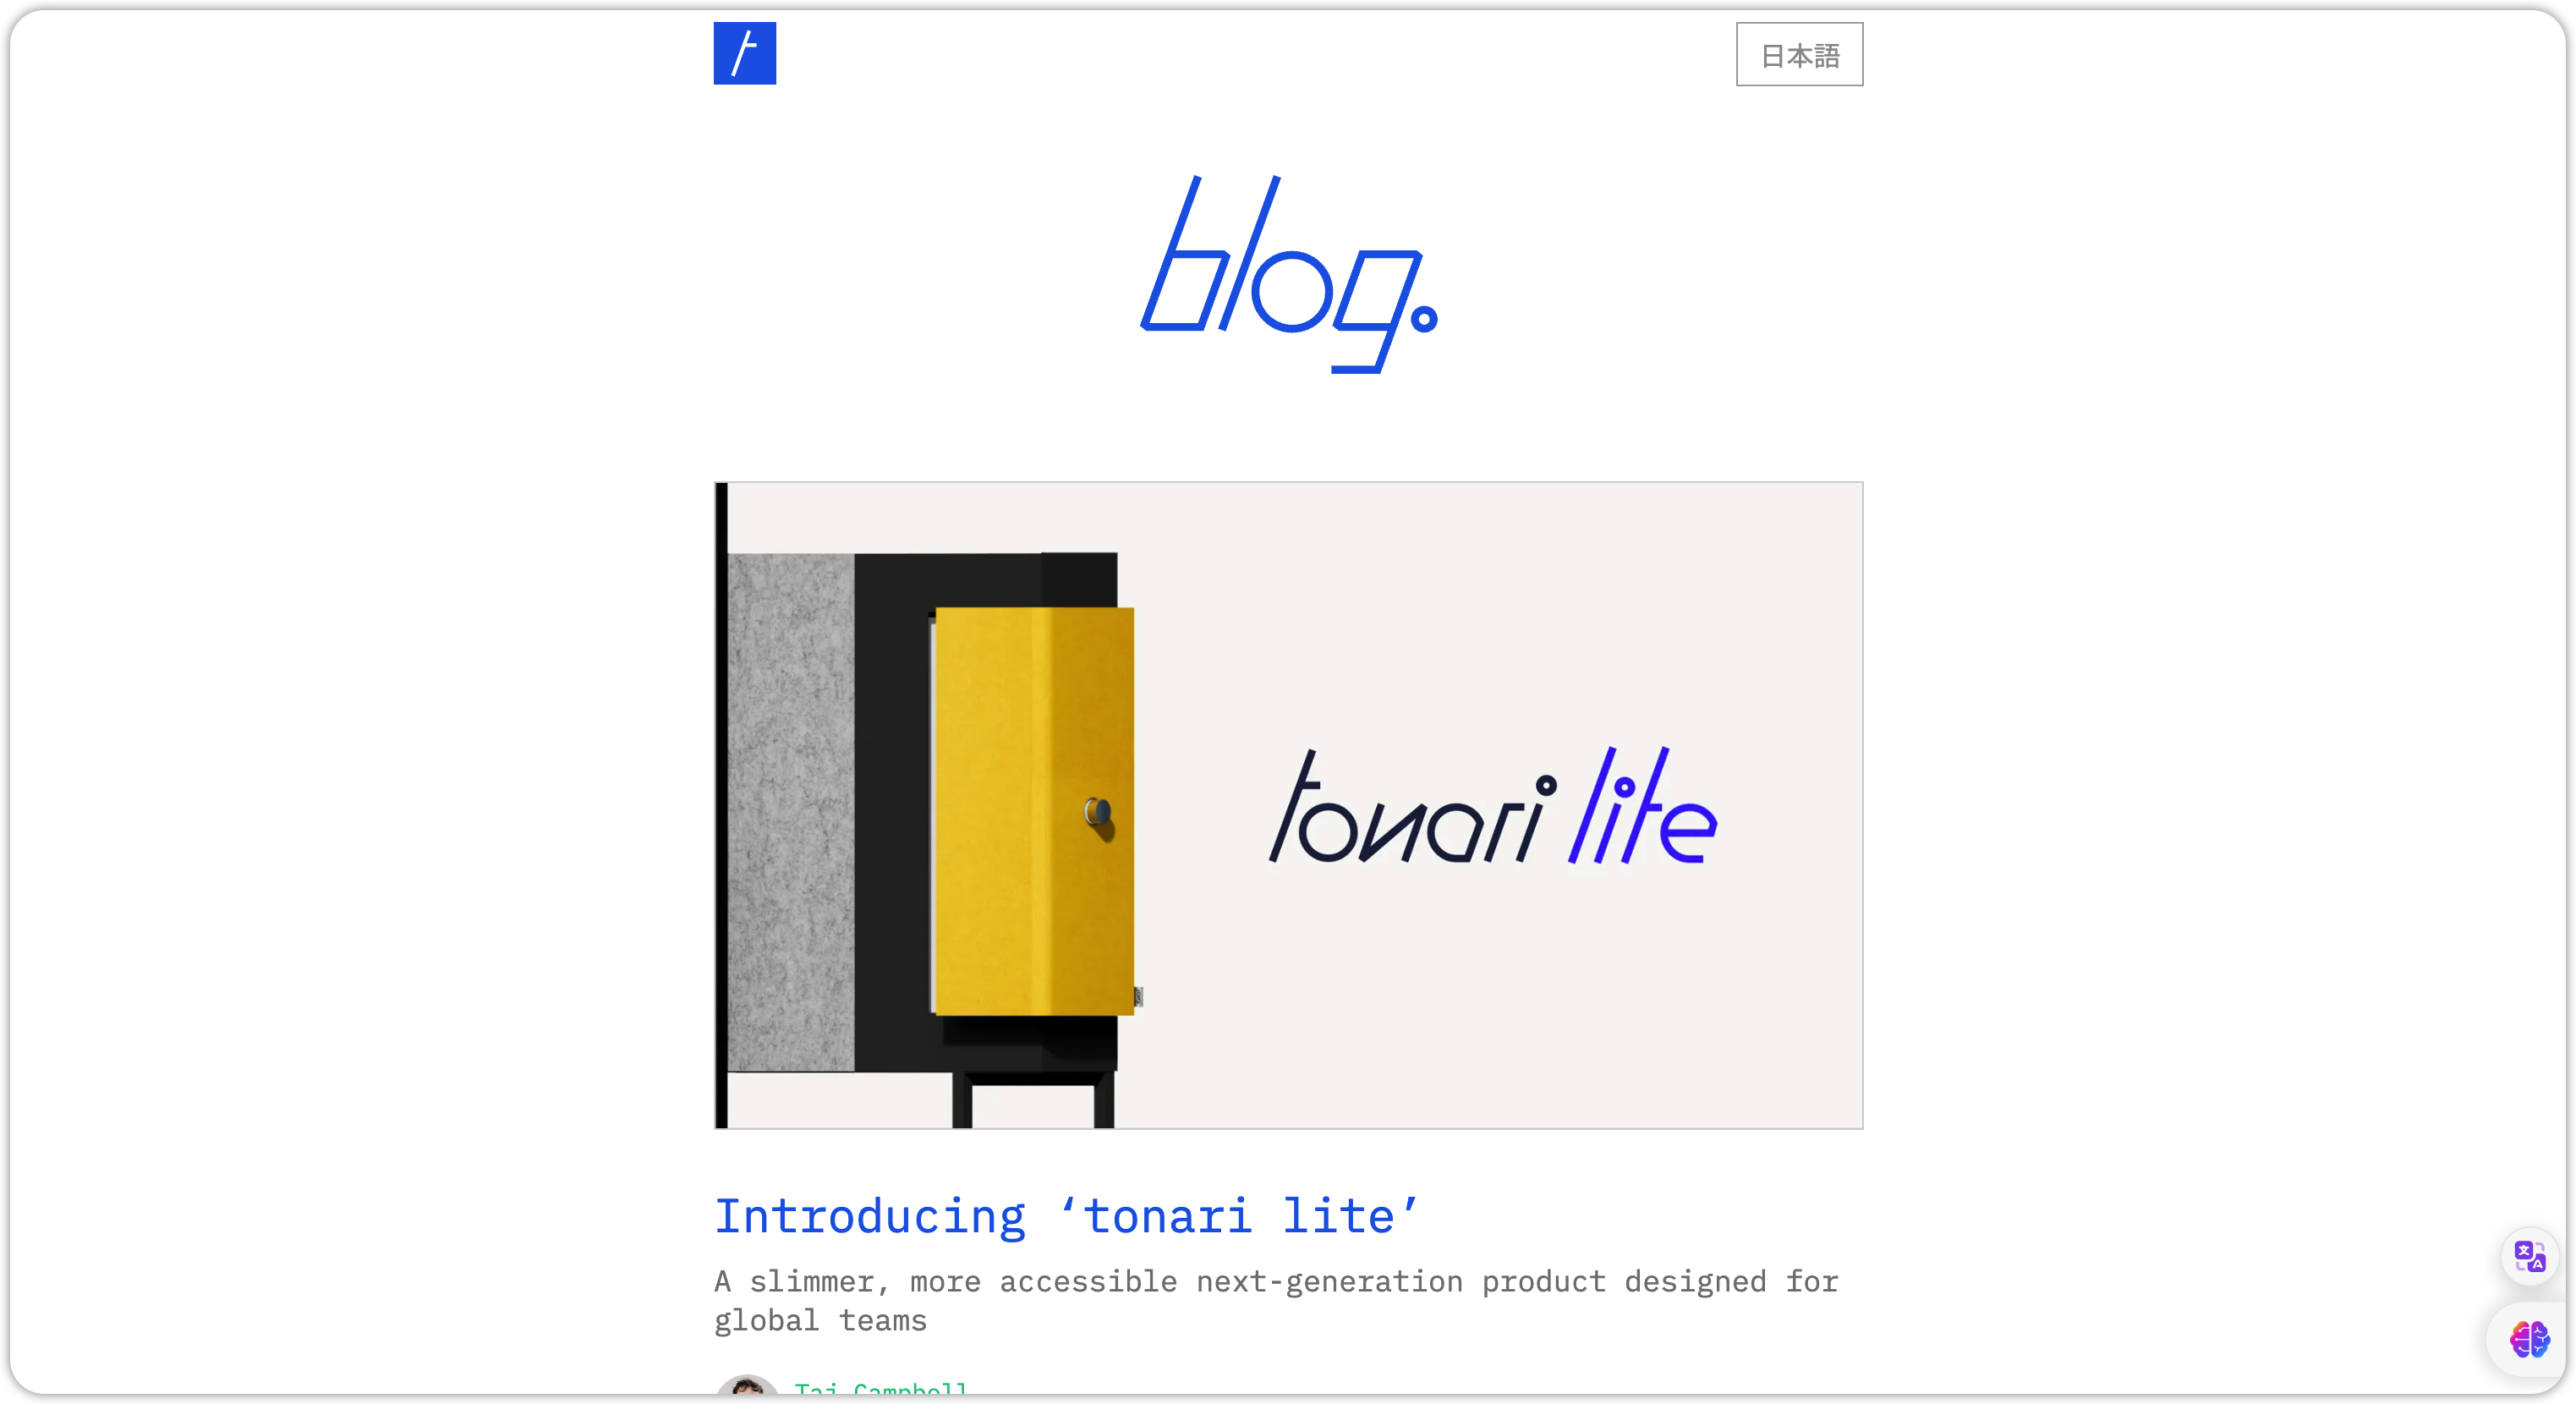 日本語
blog.
tonari lite
Introducing ‘tonari lite’
A slimmer, more accessible next-generation product designed for
global teams
Tai Campbell